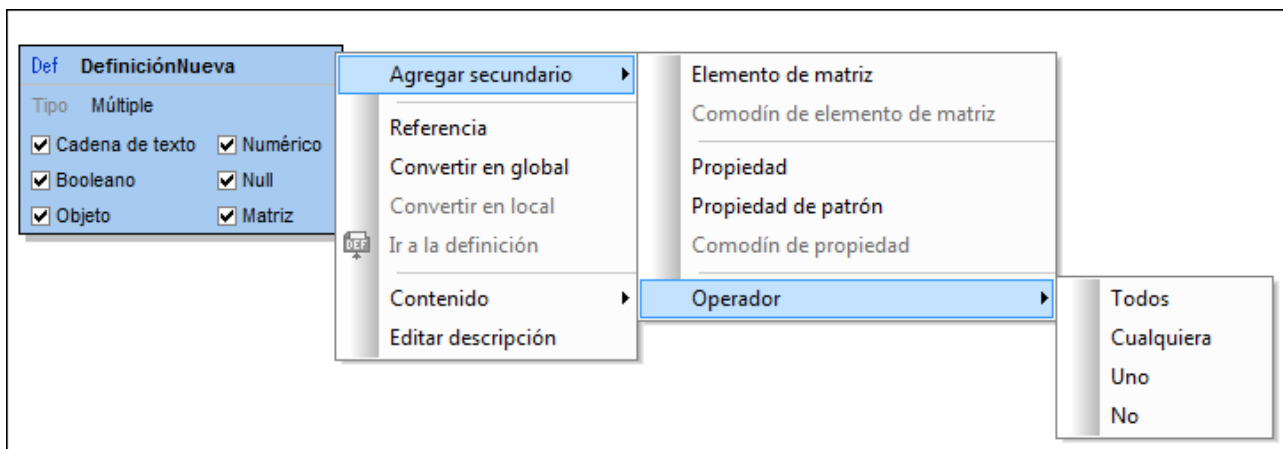 Def DefiniciónNueva
Tipo Múltiple
Cadena de texto Numérico
Booleano Null
Objeto Matriz
Agregar secundario
Referencia
Convertir en global
Convertir en local
DEF Ir a la definición
Contenido
Editar descripción
Elemento de matriz
Comodín de elemento de matriz
Propiedad
Propiedad de patrón
Comodín de propiedad
Operador
Todos
Cualquiera
Uno
No